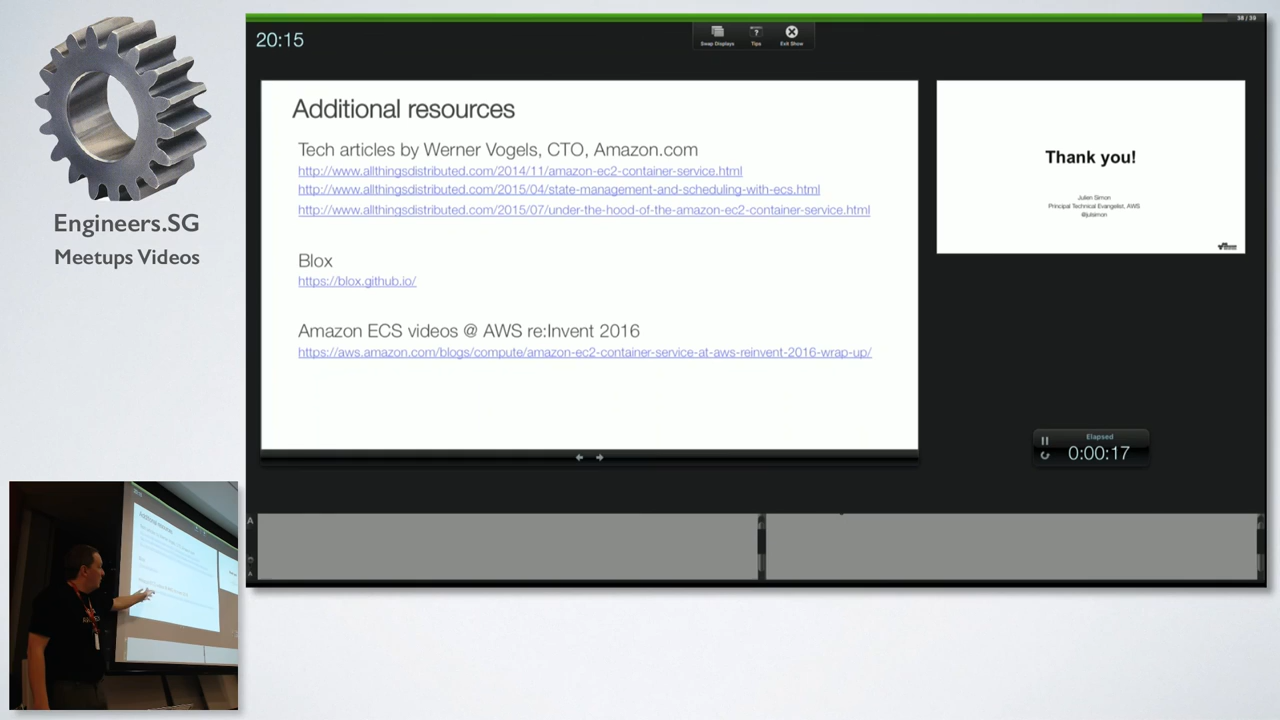 Engineers.SG
Meetups Videos
20:15
Swap Displays
Tips
Exit Show
38 / 39
Additional resources
Tech articles by Werner Vogels, CTO, Amazon.com
http://www.allthingsdistributed.com/2014/11/amazon-ec2-container-service.html
http://www.allthingsdistributed.com/2015/04/state-management-and-scheduling-with-ecs.html
http://www.allthingsdistributed.com/2015/07/under-the-hood-of-the-amazon-ec2-container-service.html
Blox
https://blox.github.io/
Amazon ECS videos @ AWS re:Invent 2016
https://aws.amazon.com/blogs/compute/amazon-ec2-container-service-at-aws-reinvent-2016-wrap-up/
Thank you!
Julien Simon
Principal Technical Evangelist, AWS
@julsimon
Elapsed
0:00:17
Additional resources